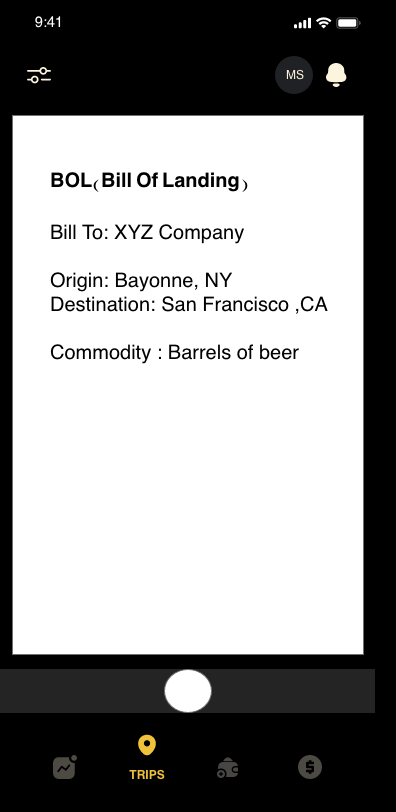 9:41
MS
BOL(Bill Of Landing)
Bill To: XYZ Company
Origin: Bayonne, NY
Destination: San Francisco ,CA
Commodity : Barrels of beer
TRIPS